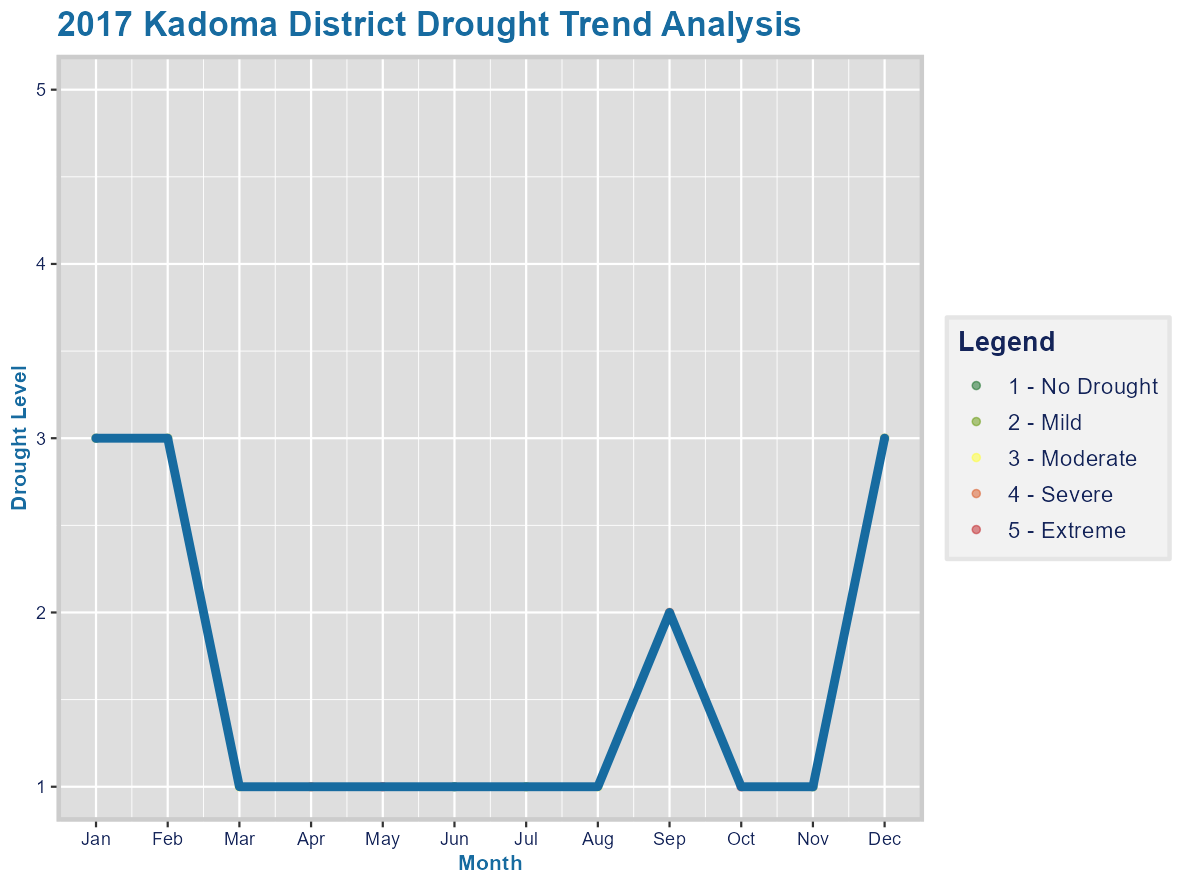 2017 Kadoma District Drought Trend Analysis
5
4
3
2
1
Drought Level
Jan Feb Mar Apr May Jun Jul Aug Sep Oct Nov Dec
Month
Legend
1 - No Drought
2 - Mild
3 - Moderate
4 - Severe
5 - Extreme